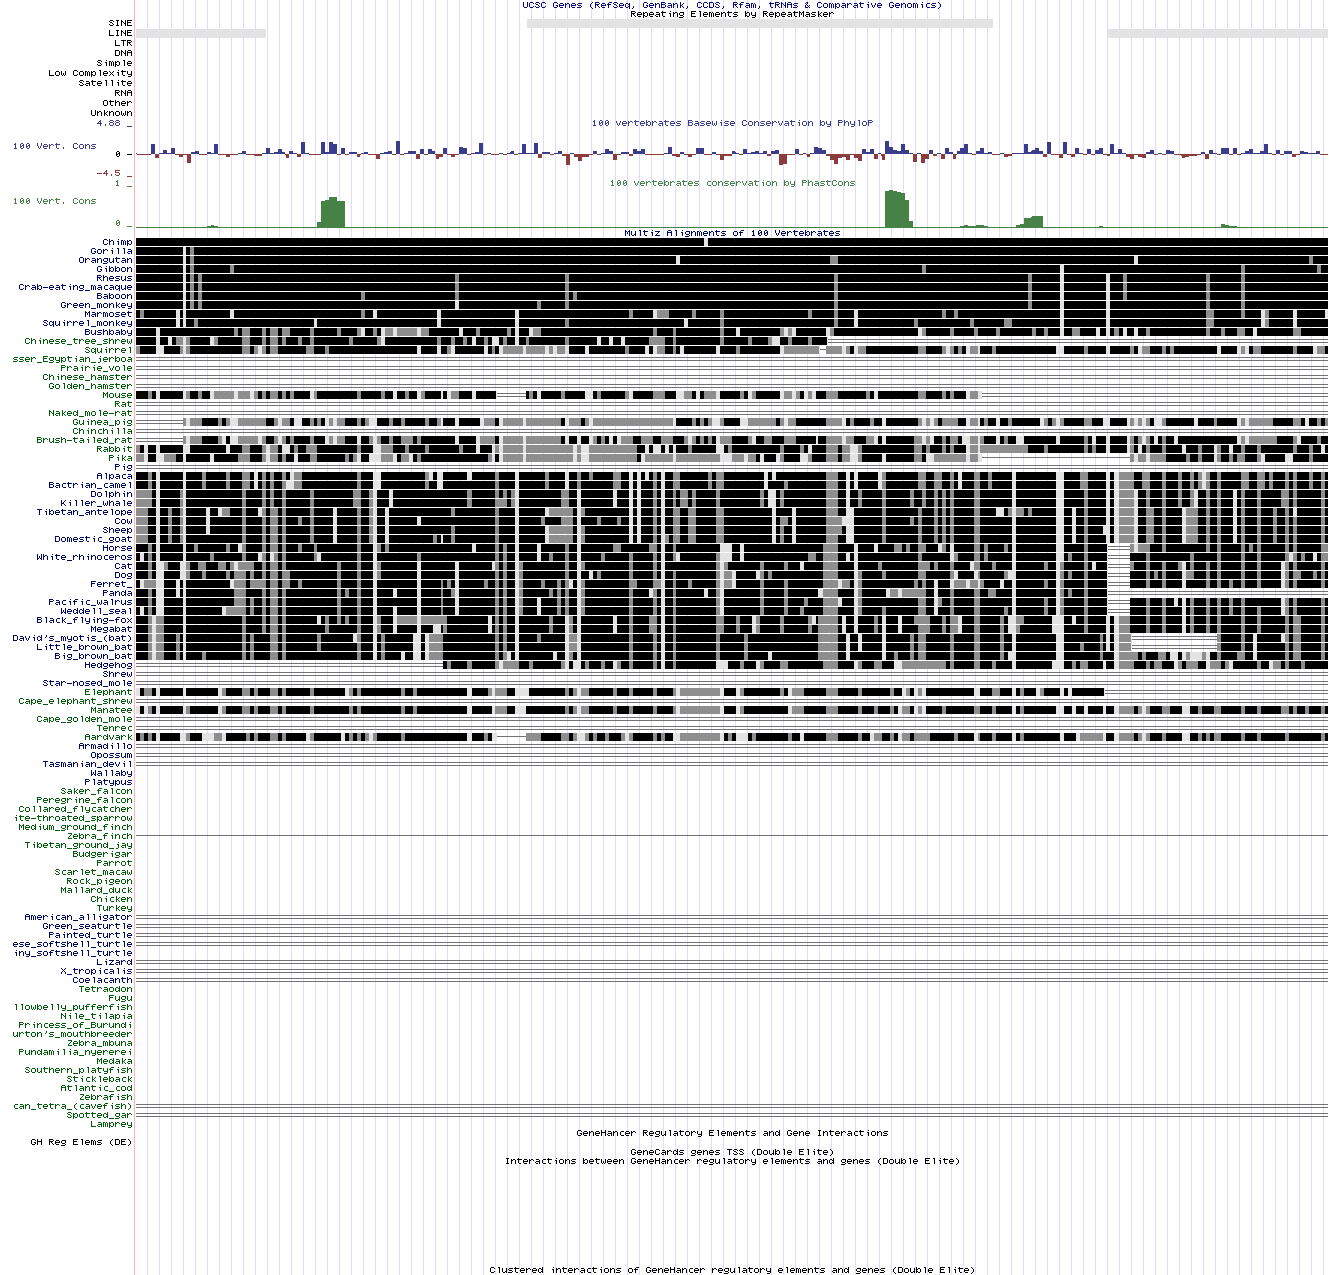 UCSC Genes (RefSeq, GenBank, CCDS, Rfam, tRNAs & Comparative Genomics)
Repeating Elements by RepeatMasker
SINE
LINE
LTR
DNA
Simple
Low Complexity
Satellite
RNA
Other
Unknown
4.88 _
100 vertebrates Basewise Conservation by PhyloP
100 Vert. Cons
0 _
-4.5 _
100 vertebrates conservation by PhastCons
1 _
100 Vert. Cons
0 _
Multiz Alignments of 100 Vertebrates
Chimp
Gorilla
Orangutan
Gibbon
Rhesus
Crab-eating_macaque
Baboon
Green_monkey
Marmoset
Squirrel_monkey
Bushbaby
Chinese_tree_shrew
Squirrel
sser_Egyptian_jerboa
Prairie_vole
Chinese_hamster
Golden_hamster
Mouse
Rat
Naked_mole-rat
Guinea_pig
Chinchilla
Brush-tailed_rat
Rabbit
Pika
Pig
Alpaca
Bactrian_camel
Dolphin
Killer_whale
Tibetan_antelope
Cow
Sheep
Domestic_goat
Horse
White_rhinoceros
Cat
Dog
Ferret_
Panda
Pacific_walrus
Weddell_seal
Black_flying-fox
Megabat
David's_myotis_(bat)
Little_brown_bat
Big_brown_bat
Hedgehog
Shrew
Star-nosed_mole
Elephant
Cape_elephant_shrew
Manatee
Cape_golden_mole
Tenrec
Aardvark
Armadillo
Opossum
Tasmanian_devil
Wallaby
Platypus
Saker_falcon
Peregrine_falcon
Collared_flycatcher
ite-throated_sparrow
Medium_ground_finch
Zebra_finch
Tibetan_ground_jay
Budgerigar
Parrot
Scarlet_macaw
Rock_pigeon
Mallard_duck
Chicken
Turkey
American_alligator
Green_seaturtle
Painted_turtle
ese_softshell_turtle
iny_softshell_turtle
Lizard
X_tropicalis
Coelacanth
Tetraodon
Fugu
llowbelly_pufferfish
Nile_tilapia
Princess_of_Burundi
urton's_mouthbreeder
Zebra_mbuna
Pundamilia_nyererei
Medaka
Southern_platyfish
Stickleback
Atlantic_cod
Zebrafish
can_tetra_(cavefish)
Spotted_gar
Lamprey
GeneHancer Regulatory Elements and Gene Interactions
GH Reg Elems (DE)
GeneCards genes TSS (Double Elite)
Interactions between GeneHancer regulatory elements and genes (Double Elite)
Clustered interactions of GeneHancer regulatory elements and genes (Double Elite)